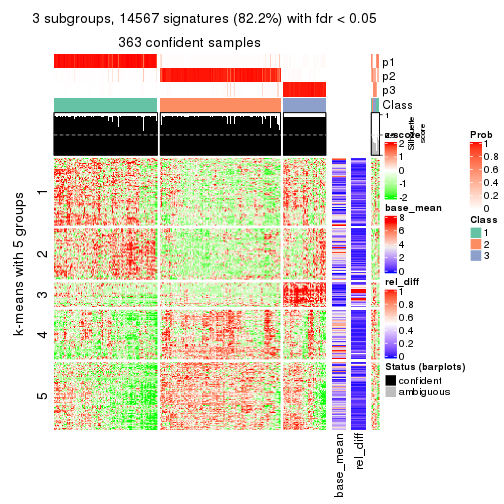 3 subgroups, 14567 signatures (82.2%) with fdr < 0.05
363 confident samples
p1
p2
p3
Class
1
Silhouette
score
k-means with 5 groups
1
2
3
4
5
base_mean
rel_diff
z-score
2
1
0
-1
-2
base_mean
8
6
4
2
0
rel_diff
1
0.8
0.6
0.4
0.2
0
Status (barplots)
confident
ambiguous
Prob
1
0.8
0.6
0.4
0.2
0
Class
1
2
3